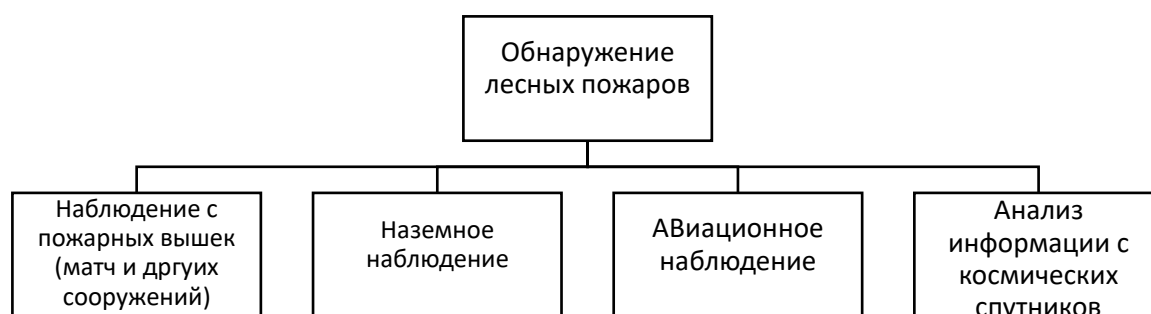 Обнаружение
лесных пожаров
Наблюдение с
пожарных вышек
(матч и дргуих
сооружений)
Наземное
наблюдение
АВиационное
наблюдение
Анализ
информации с
космических
спутников